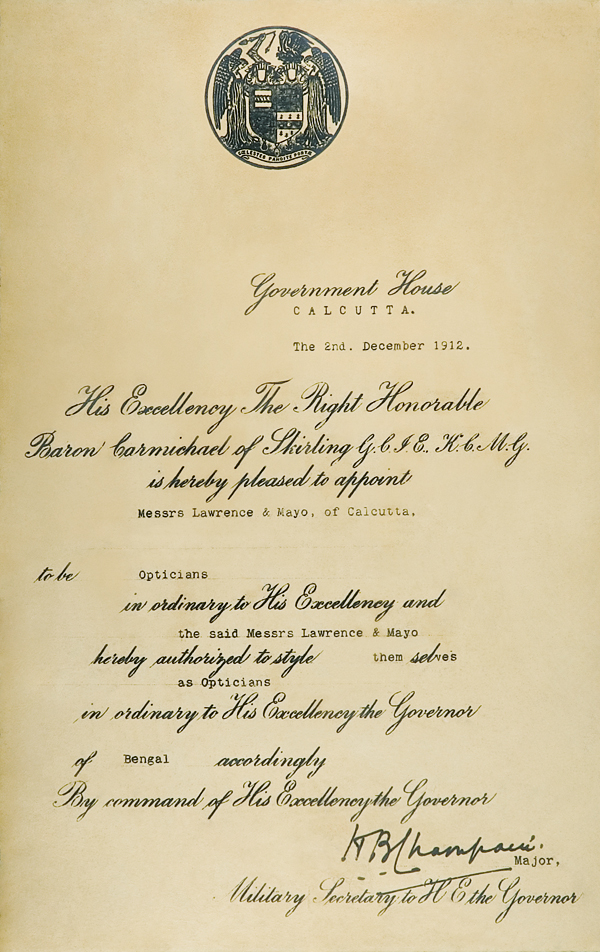 Government House
CALCUTTA.
The 2nd. December 1912.
His Excellency The Right Honorable
Baron Carmichael of Skirling G.C.I.E., K.C.M.G.
is hereby pleased to appoint
Messrs Lawrence & Mayo, of Calcutta,
to be Opticians
in ordinary to His Excellency and
the said Messrs Lawrence & Mayo
hereby authorized to style them selves
as Opticians
in ordinary to His Excellency the Governor
of Bengal accordingly
By command of His Excellency the Governor
Major,
Military Secretary to H E the Governor